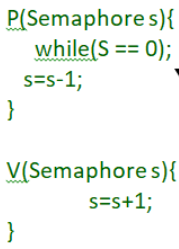 P(Semaphore s){
while(S == 0);
s=s-1;
}
V(Semaphore s){
s=s+1;
}